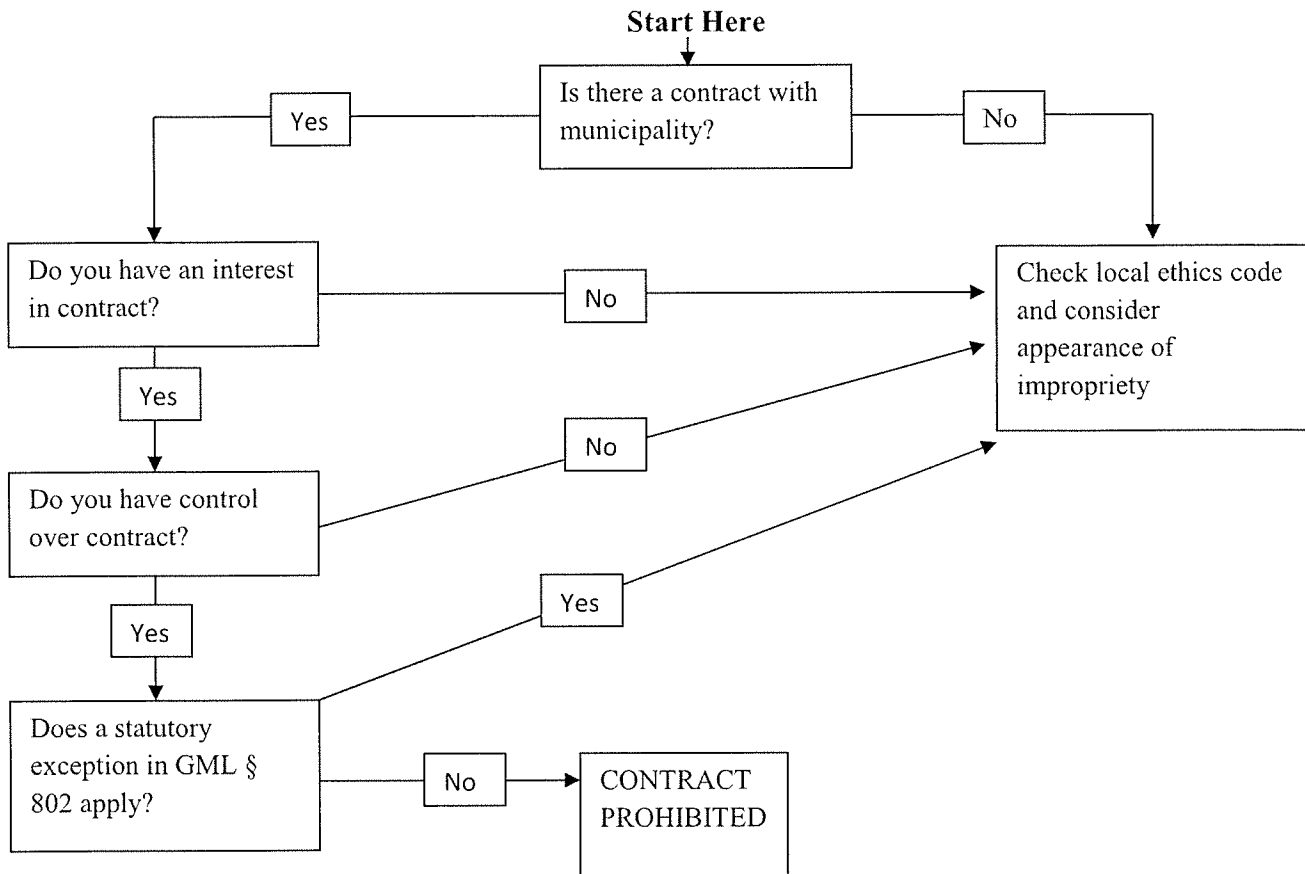 Start Here
Is there a contract with
municipality?
Yes
No
Do you have an interest
in contract?
No
Check local ethics code
and consider
appearance of
impropriety
Yes
No
Do you have control
over contract?
Yes
Yes
Does a statutory
exception in GML §
802 apply?
No
CONTRACT
PROHIBITED